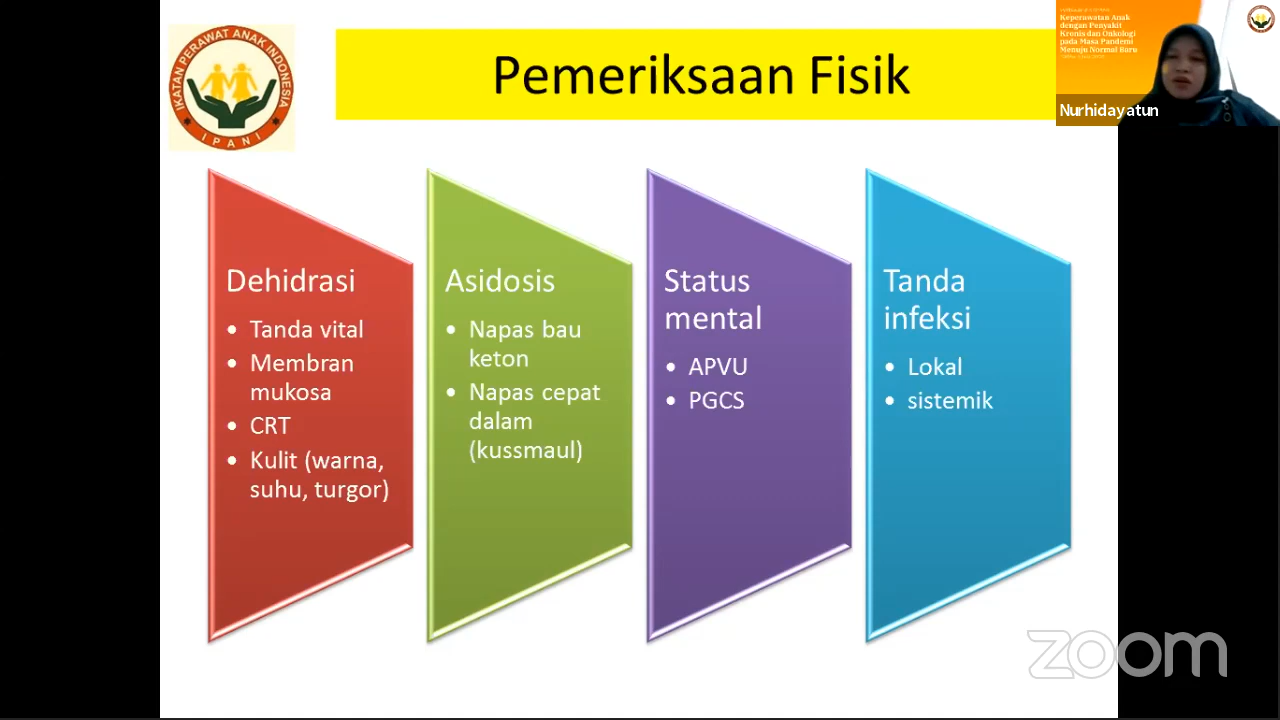 IKATAN PERAWAT ANAK INDONESIA
IPANI
Pemeriksaan Fisik
Keperawatan Anak
dengan Penyakit
Kronis dan Onkologi
pada Masa Pandemi
Menuju Normal Baru
Nurhidayatun
Dehidrasi
• Tanda vital
• Membran
mukosa
• CRT
• Kulit (warna,
suhu, turgor)
Asidosis
• Napas bau
keton
• Napas cepat
dalam
(kussmaul)
Status
mental
• APVU
• PGCS
Tanda
infeksi
• Lokal
• sistemik
zoom